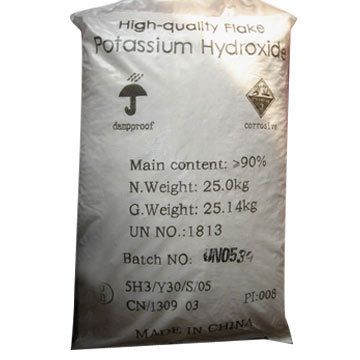 High-quality Flake
Potassium Hydroxide
dampproof
corrosive
Main content: >90%
N.Weight: 25.0kg
G.Weight: 25.14kg
UN NO.:1813
Batch NO:
5H3/Y30/S/05
CN/1309 03
PI:008
MADE IN CHINA